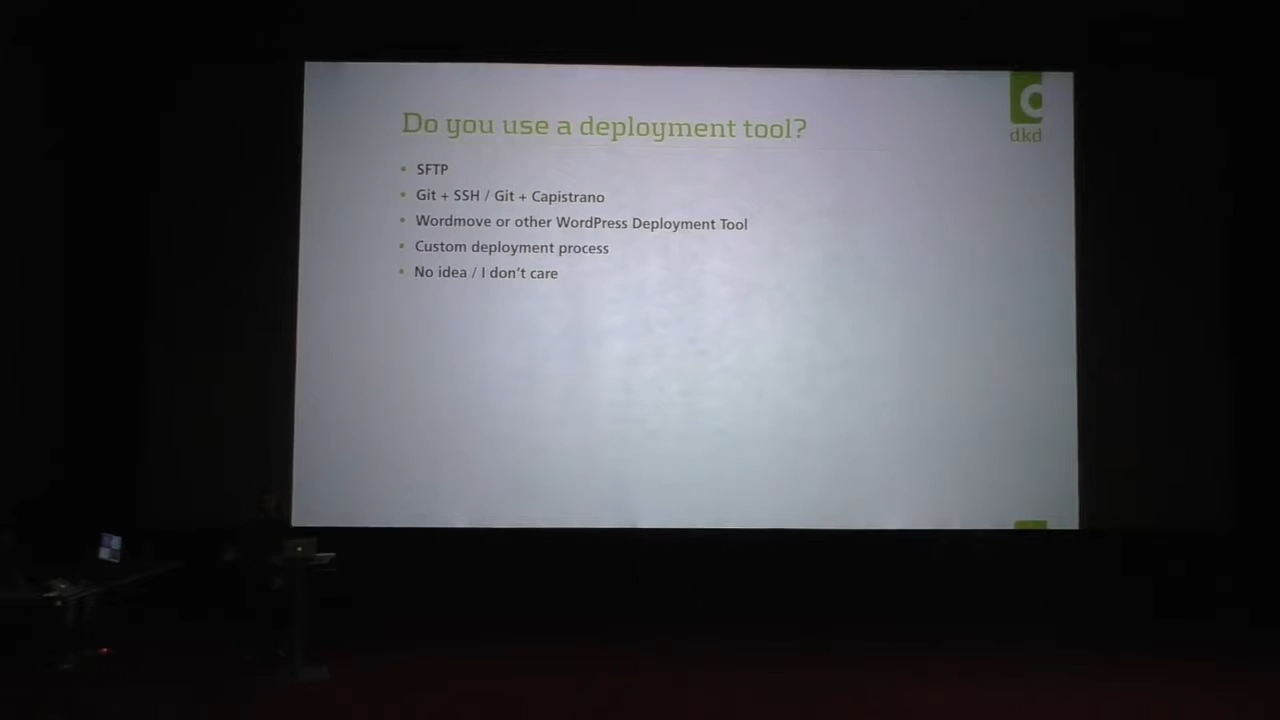 Do you use a deployment tool?
dkd
SFTP
Git + SSH / Git + Capistrano
Wordmove or other WordPress Deployment Tool
Custom deployment process
No idea / I don't care